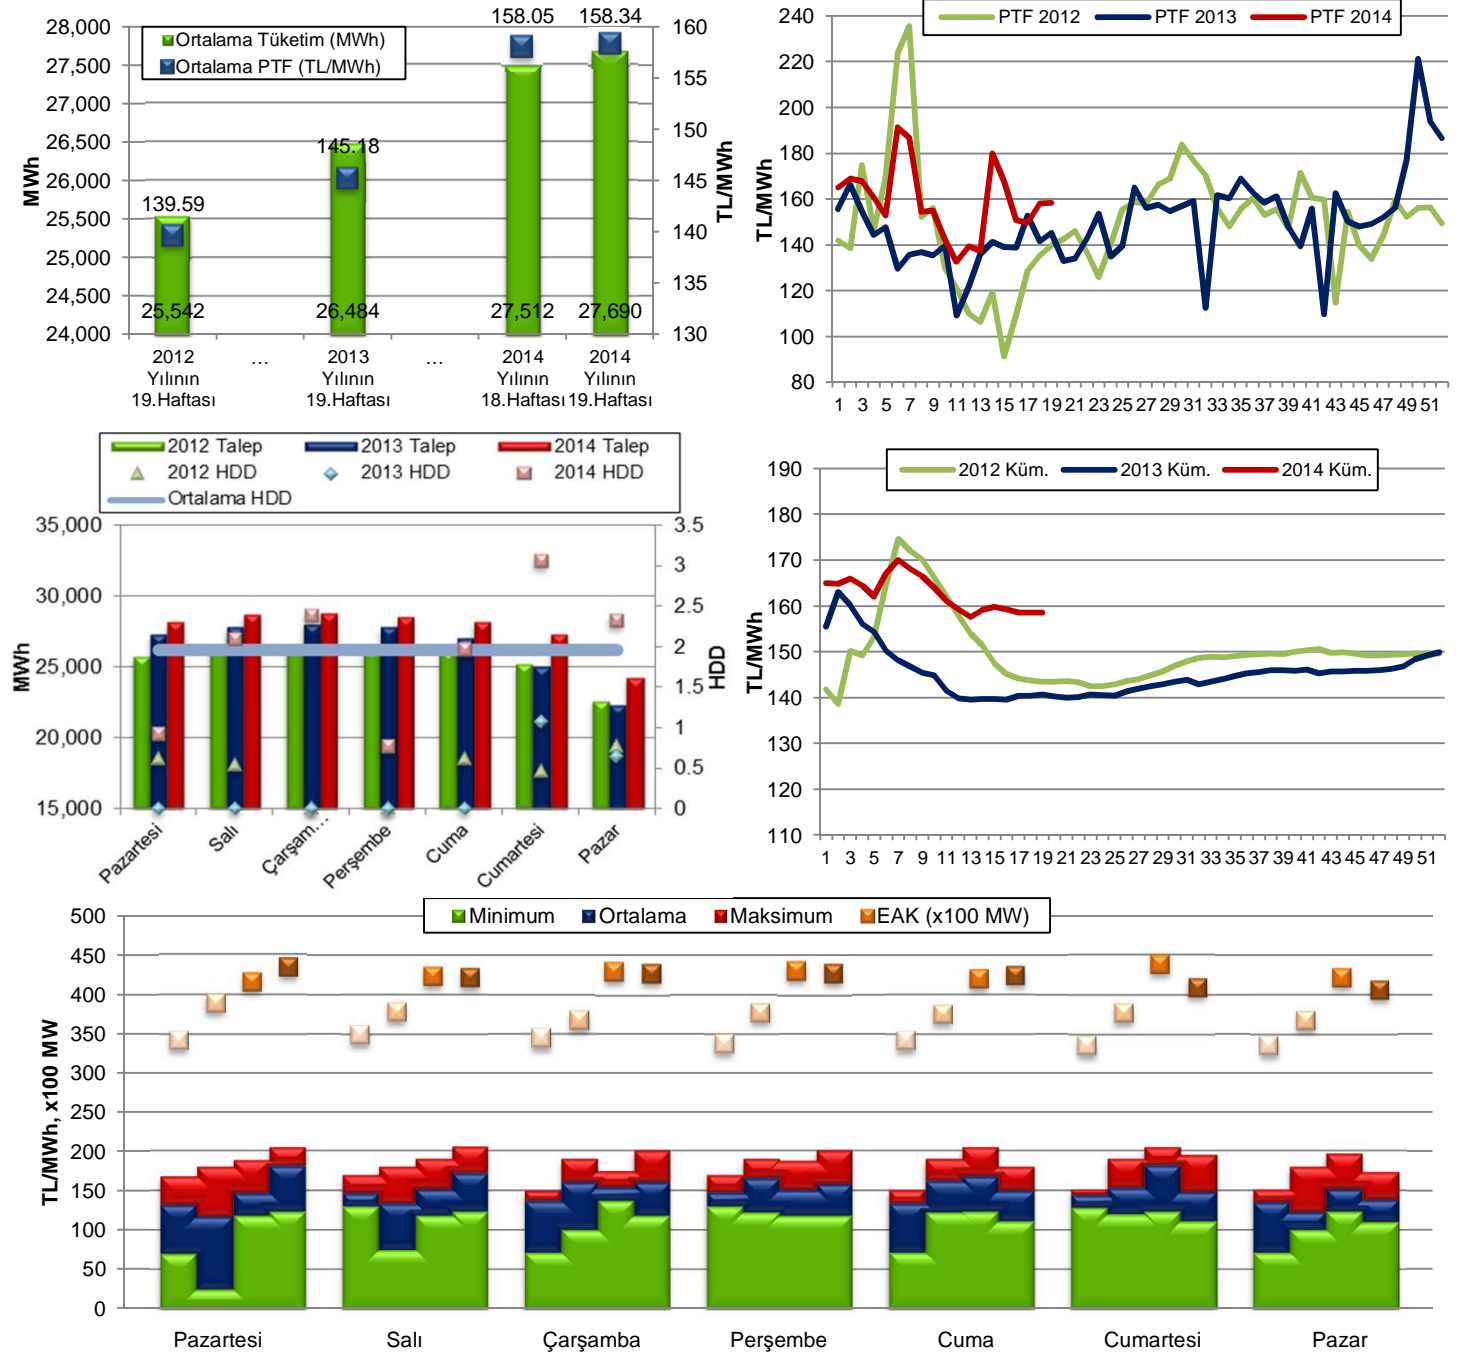 28,000
27,500
27,000
26,500
26,000
25,500
25,000
24,500
24,000
MWh
Ortalama Tüketim (MWh)
Ortalama PTF (TL/MWh)
139.59
145.18
158.05
158.34
25,542
26,484
27,512
27,690
160
155
150
145
140
135
130
TL/MWh
2012 Yılının 19.Haftası
...
2013 Yılının 19.Haftası
...
2014 Yılının 18.Haftası
2014 Yılının 19.Haftası
PTF 2012 PTF 2013 PTF 2014
240
220
200
180
160
140
120
100
80
TL/MWh
1 3 5 7 9 11 13 15 17 19 21 23 25 27 29 31 33 35 37 39 41 43 45 47 49 51
2012 Talep 2013 Talep 2014 Talep
2012 HDD 2013 HDD 2014 HDD
Ortalama HDD
35,000
30,000
25,000
20,000
15,000
MWh
3.5
3
2.5
2
1.5
1
0.5
0
HDD
Pazartesi
Salı
Çarşam...
Perşembe
Cuma
Cumartesi
Pazar
2012 Küm. 2013 Küm. 2014 Küm.
190
180
170
160
150
140
130
120
110
TL/MWh
1 3 5 7 9 11 13 15 17 19 21 23 25 27 29 31 33 35 37 39 41 43 45 47 49 51
Minimum Ortalama Maksimum EAK (x100 MW)
500
450
400
350
300
250
200
150
100
50
0
TL/MWh, x100 MW
Pazartesi Salı Çarşamba Perşembe Cuma Cumartesi Pazar